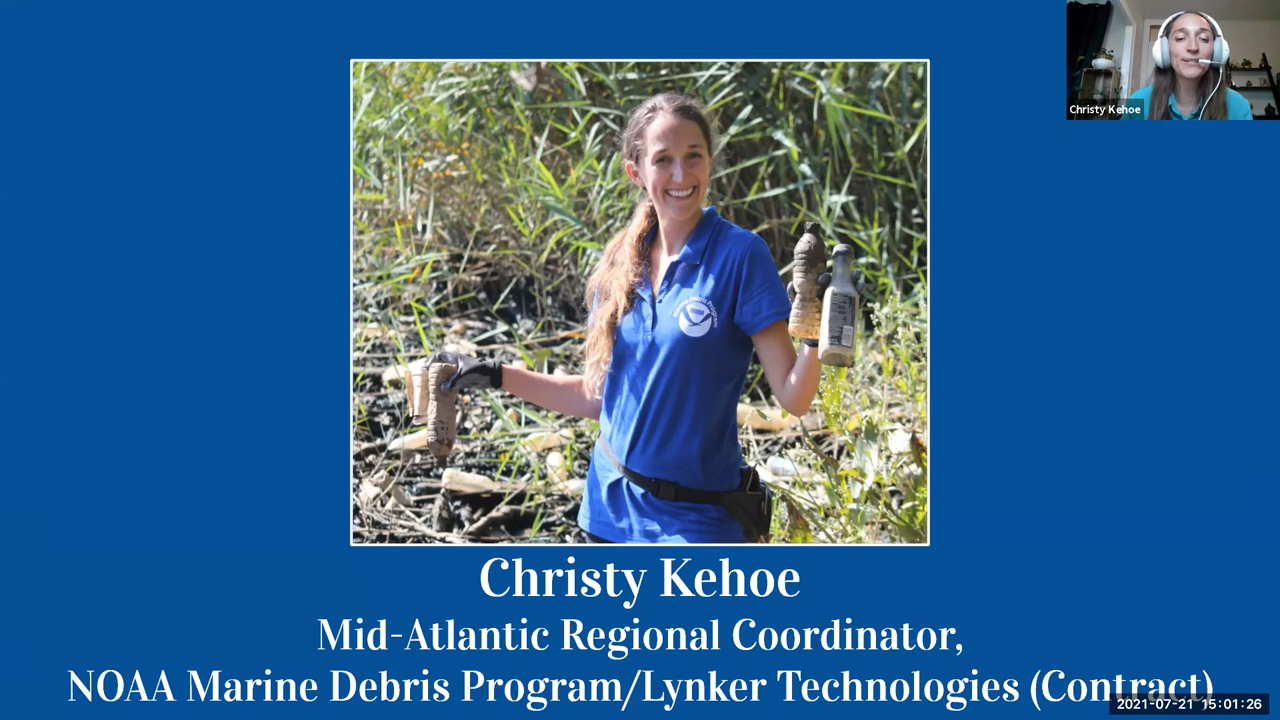 Christy Kehoe
NOAA
Christy Kehoe
Mid-Atlantic Regional Coordinator,
NOAA Marine Debris Program/Lynker Technologies (Contract)
2021-07-21 15:01:26